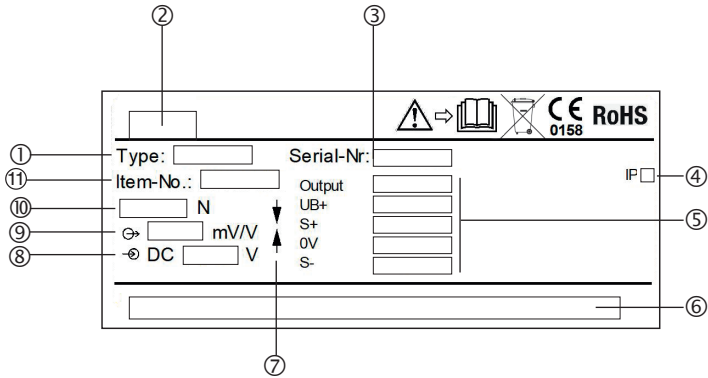 ② ③
CE RoHS
0158
① Type: Serial-Nr:
⑪ Item-No.: Output IP ④
⑩ N UB+
⑨ mV/V S+ ⑤
⑧ DC V 0V
S-
⑥
⑦